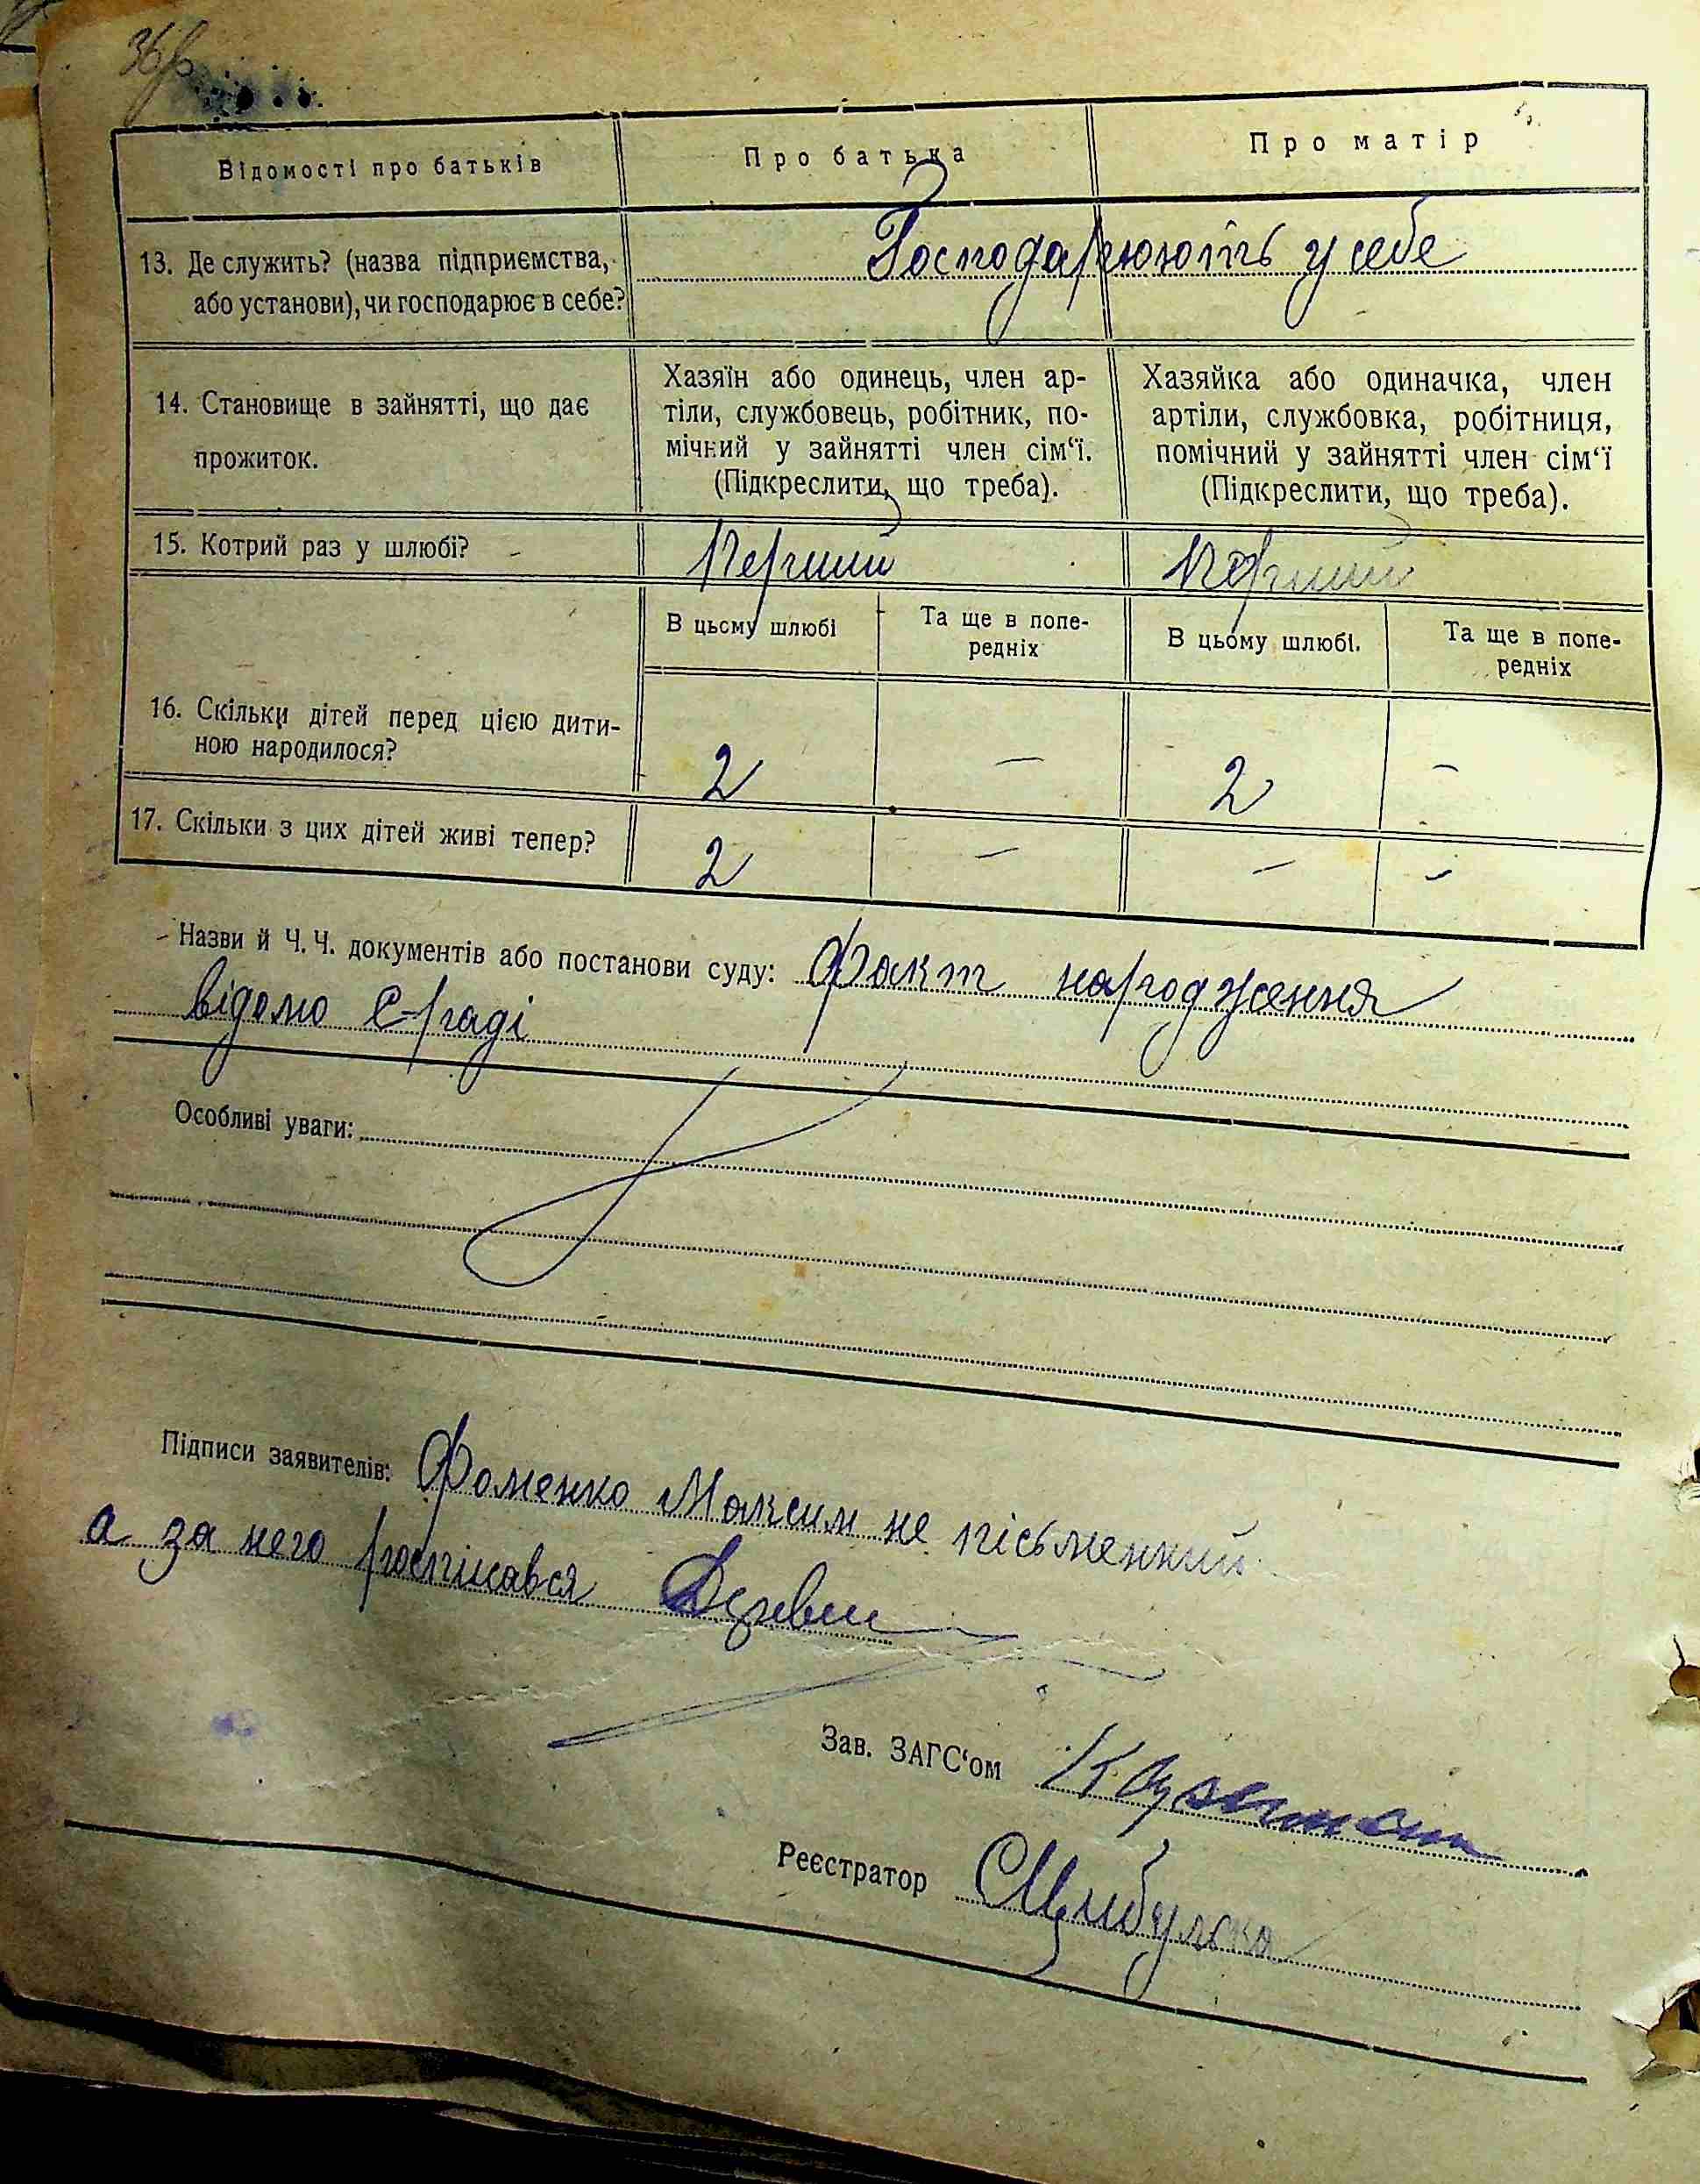 Відомості про батьків
Про батька
Про матір
13. Де служить? (назва підприємства,
або установи), чи господарює в себе?
Господарюють у себе
14. Становище в зайнятті, що дає
прожиток.
Хазяїн або одинець, член ар-
тіли, службовець, робітник, по-
мічний у зайнятті член сім‘ї.
(Підкреслити, що треба).
Хазяйка або одиначка, член
артіли, службовка, робітниця,
помічний у зайнятті член сім‘ї
(Підкреслити, що треба).
15. Котрий раз у шлюбі?
Перший
Перший
В цьому шлюбі
Та ще в попе-
редніх
В цьому шлюбі.
Та ще в попе-
редніх
16. Скільки дітей перед цією дити-
ною народилося?
2
—
2
–
17. Скільки з цих дітей живі тепер?
2
—
–
–
Назви й Ч. Ч. документів або постанови суду: Факт народження
відомо С-раді
Особливі уваги:
Підписи заявителів: Фоменко Максим не пісьменний
а за него роспісався
Зав. ЗАГС‘ом
Реєстратор